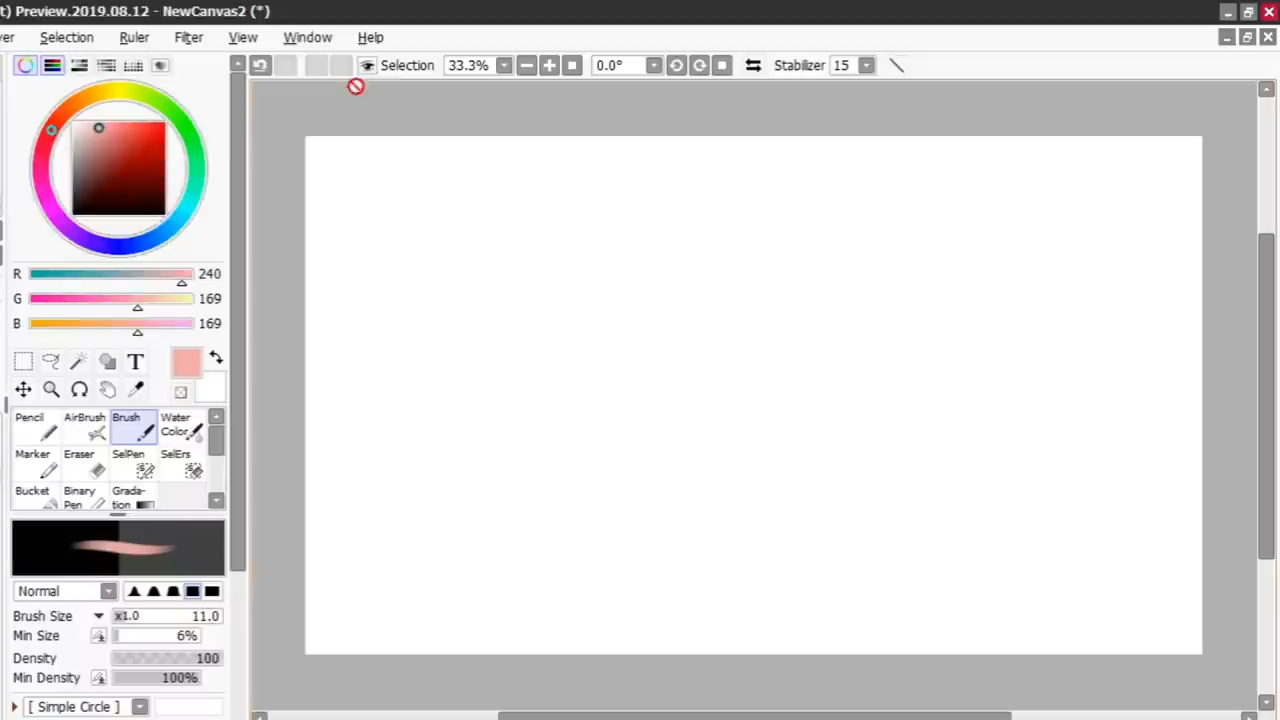 t) Preview.2019.08.12 - NewCanvas2 (*)
yer Selection Ruler Filter View Window Help
Selection 33.3% 0.0° Stabilizer 15
R 240
G 169
B 169
T
Pencil AirBrush Brush Water Color
Marker Eraser SelPen SelErs
Bucket Binary Pen Grada-tion
Normal
Brush Size x1.0 11.0
Min Size 6%
Density 100
Min Density 100%
[ Simple Circle ]